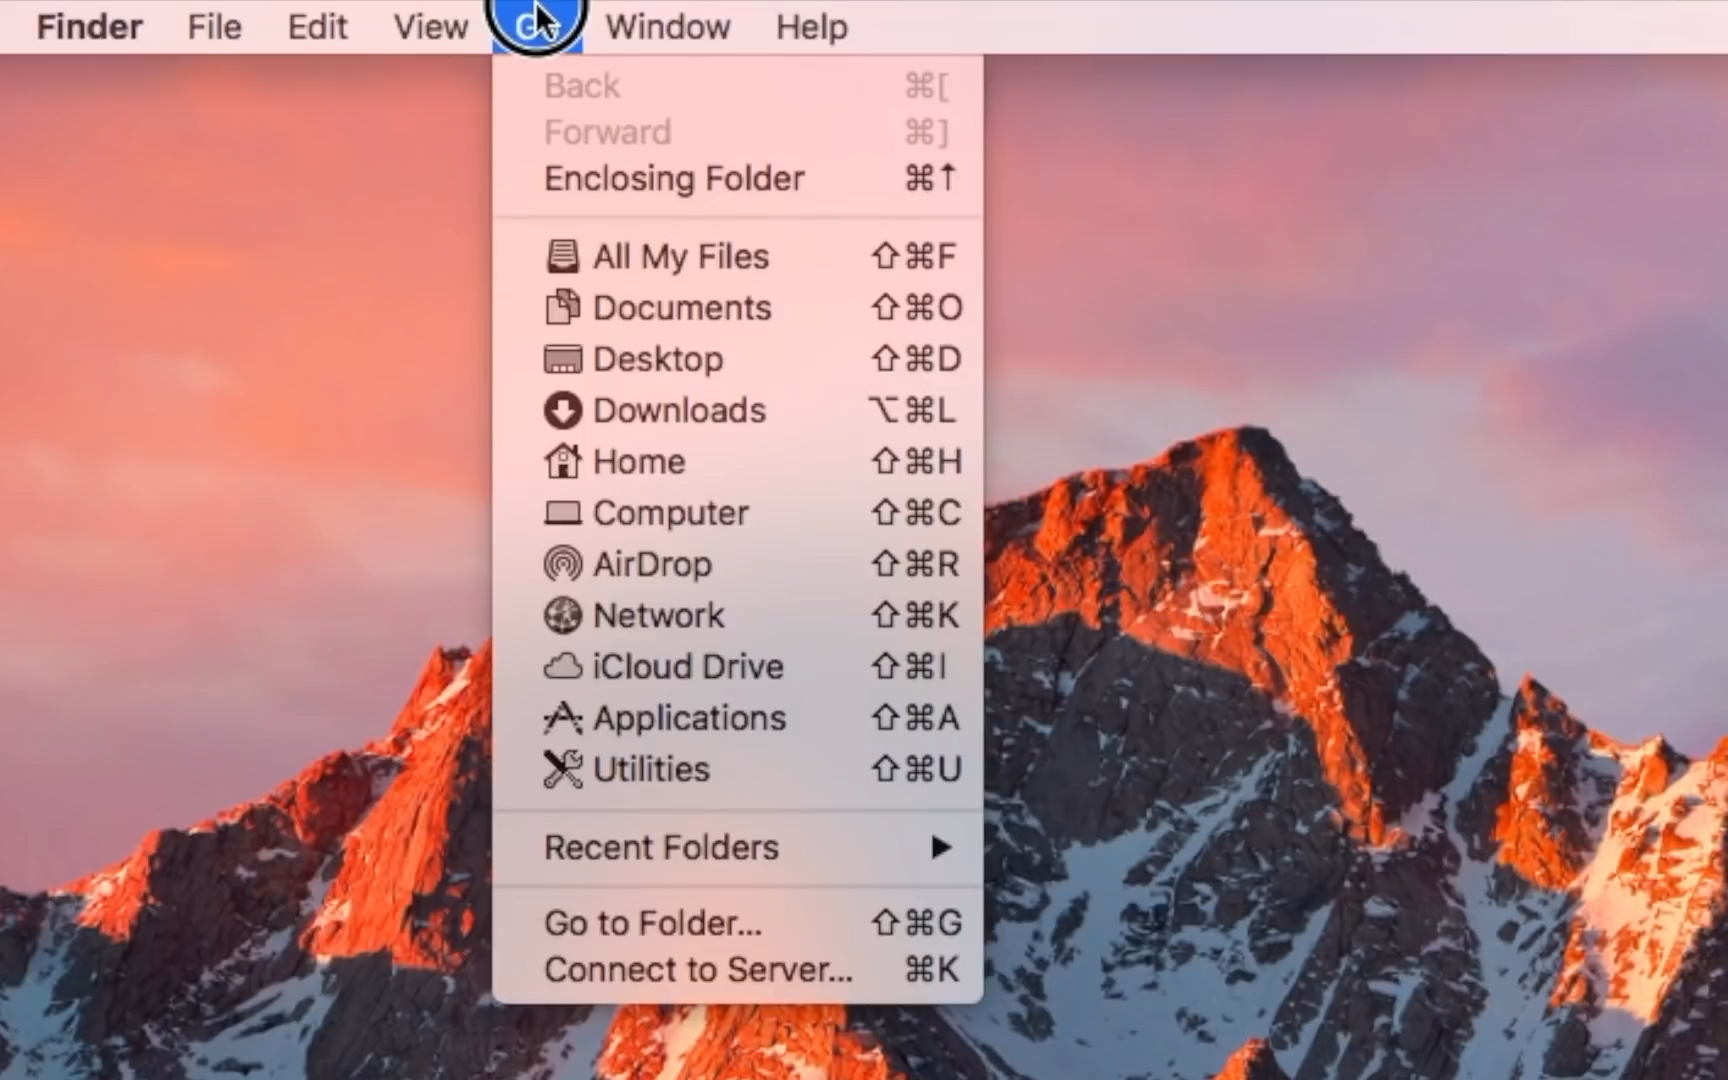 Finder File Edit View Go Window Help
Back ⌘[
Forward ⌘]
Enclosing Folder ⌘↑
All My Files ⇧⌘F
Documents ⇧⌘O
Desktop ⇧⌘D
Downloads ⌥⌘L
Home ⇧⌘H
Computer ⇧⌘C
AirDrop ⇧⌘R
Network ⇧⌘K
iCloud Drive ⇧⌘I
Applications ⇧⌘A
Utilities ⇧⌘U
Recent Folders ▶
Go to Folder... ⇧⌘G
Connect to Server... ⌘K